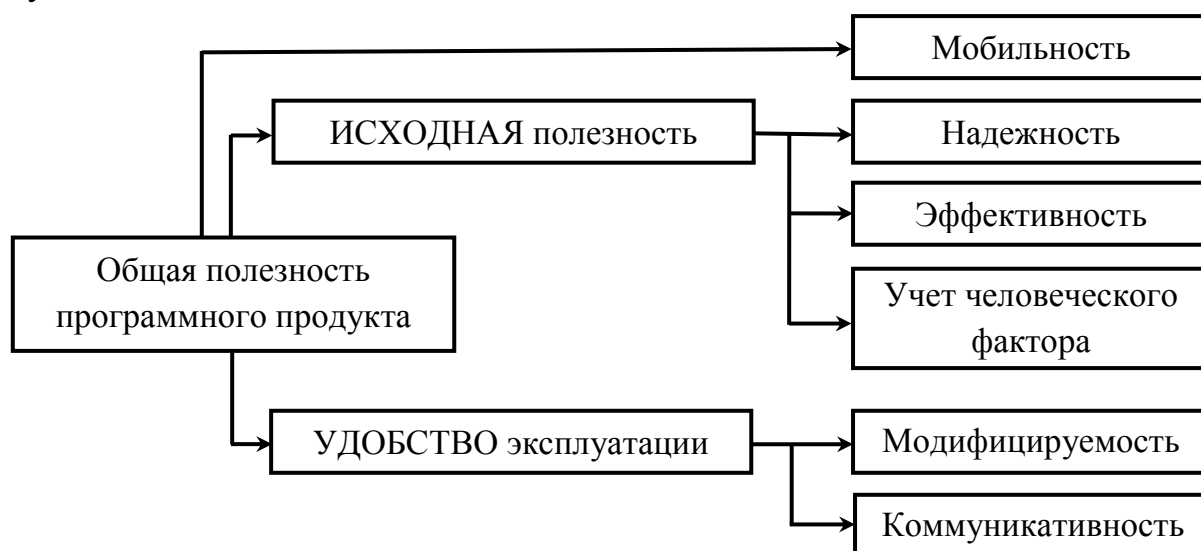 Мобильность
ИСХОДНАЯ полезность
Надежность
Эффективность
Общая полезность
программного продукта
Учет человеческого
фактора
УДОБСТВО эксплуатации
Модифицируемость
Коммуникативность